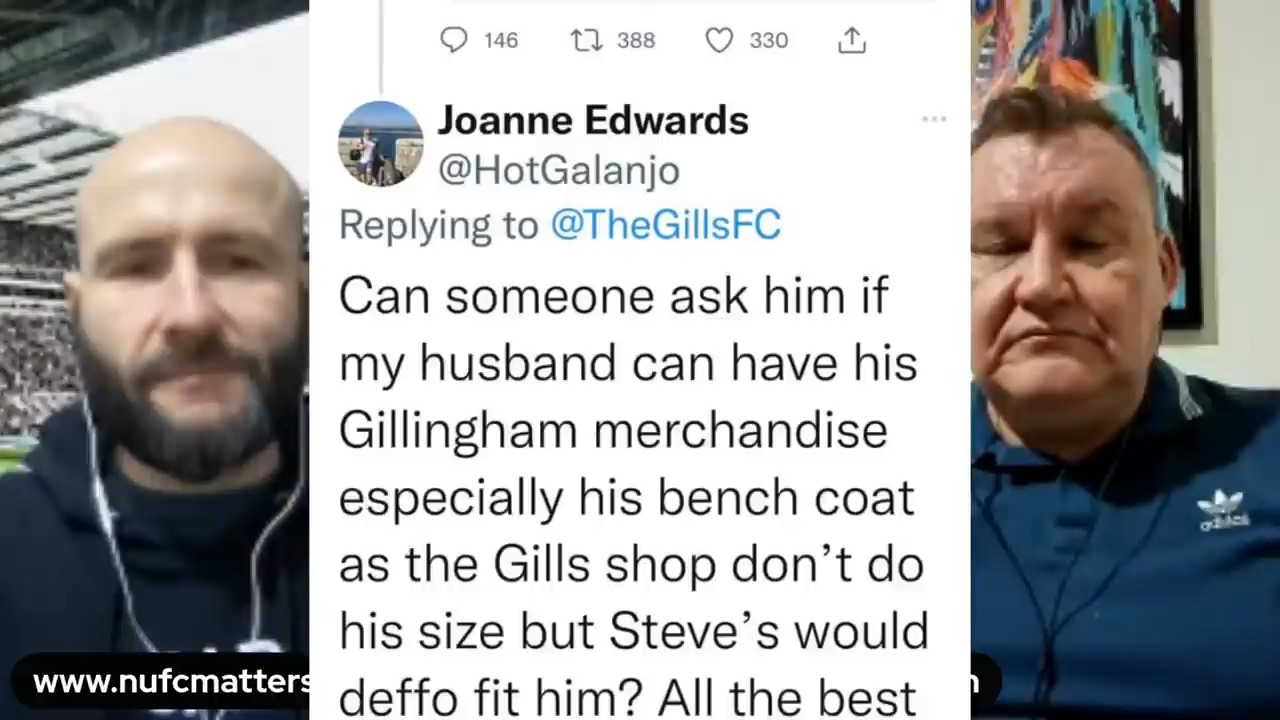 146 388 330
Joanne Edwards
@HotGalanjo
Replying to @TheGillsFC
Can someone ask him if
my husband can have his
Gillingham merchandise
especially his bench coat
as the Gills shop don’t do
his size but Steve’s would
deffo fit him? All the best
adidas
www.nufcmatters